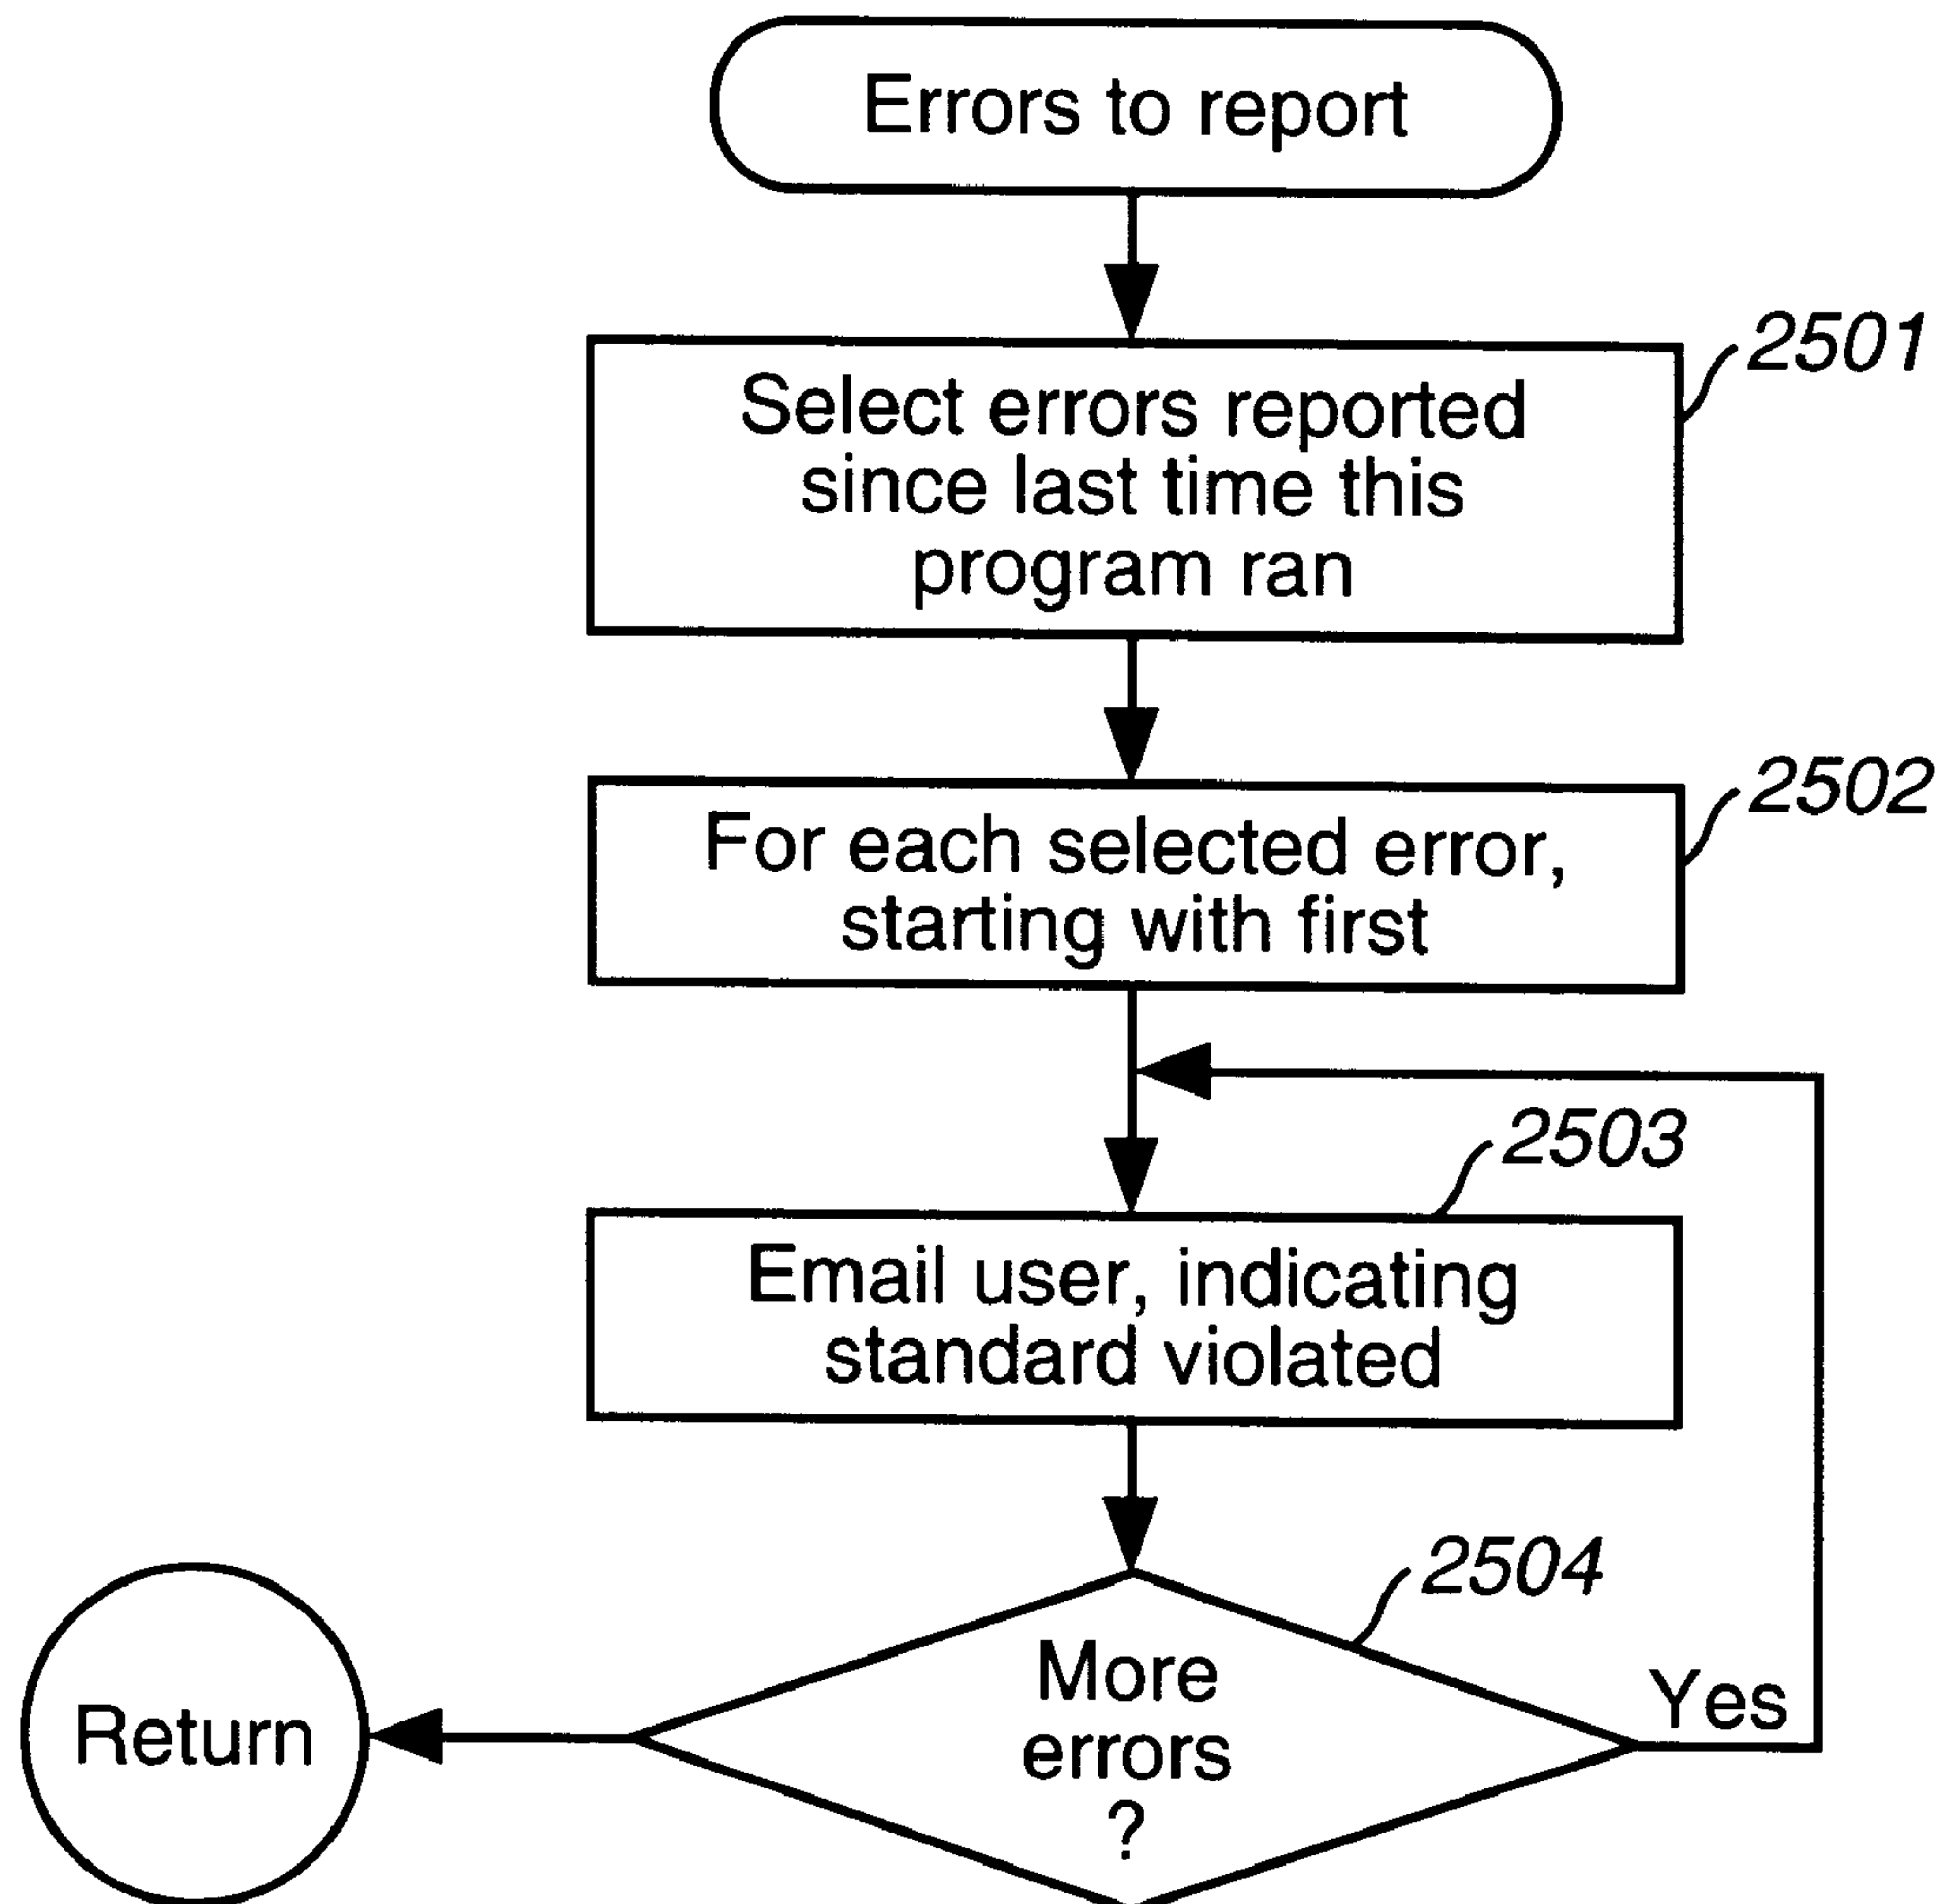 Errors to report
2501
Select errors reported
since last time this
program ran
2502
For each selected error,
starting with first
2503
Email user, indicating
standard violated
2504
More
errors
?
Yes
Return